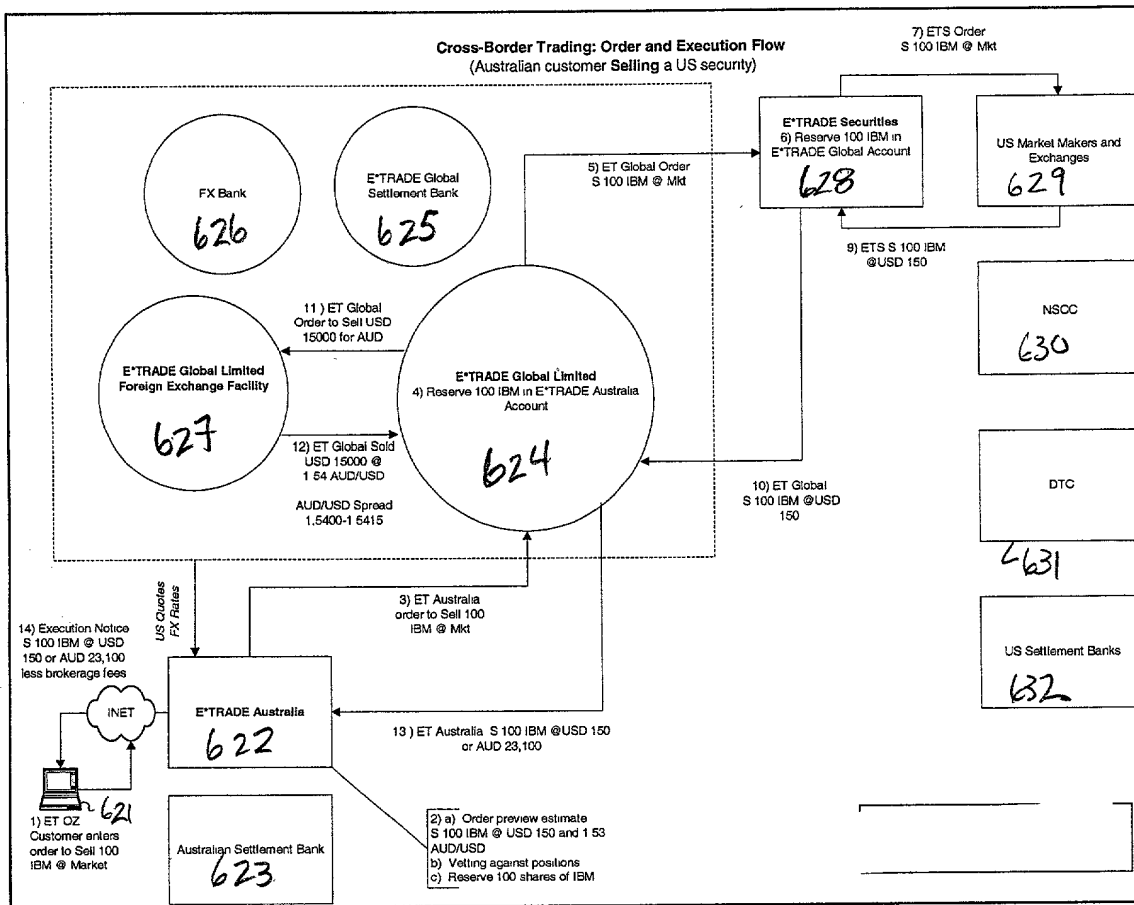 Cross-Border Trading: Order and Execution Flow
(Australian customer Selling a US security)
7) ETS Order
S 100 IBM @ Mkt
FX Bank
626
E*TRADE Global
Settlement Bank
625
5) ET Global Order
S 100 IBM @ Mkt
E*TRADE Securities
6) Reserve 100 IBM in
E*TRADE Global Account
628
US Market Makers and
Exchanges
629
9) ETS S 100 IBM
@USD 150
NSCC
630
11 ) ET Global
Order to Sell USD
15000 for AUD
E*TRADE Global Limited
Foreign Exchange Facility
627
E*TRADE Global Limited
4) Reserve 100 IBM in E*TRADE Australia
Account
624
12) ET Global Sold
USD 15000 @
1 54 AUD/USD
AUD/USD Spread
1.5400-1 5415
10) ET Global
S 100 IBM @USD
150
DTC
631
US Quotes
FX Rates
3) ET Australia
order to Sell 100
IBM @ Mkt
14) Execution Notice
S 100 IBM @ USD
150 or AUD 23,100
less brokerage fees
US Settlement Banks
632
INET
E*TRADE Australia
622
13 ) ET Australia S 100 IBM @USD 150
or AUD 23,100
621
1) ET OZ
Customer enters
order to Sell 100
IBM @ Market
Australian Settlement Bank
623
2) a) Order preview estimate
S 100 IBM @ USD 150 and 1 53
AUD/USD
b) Vetting against positions
c) Reserve 100 shares of IBM